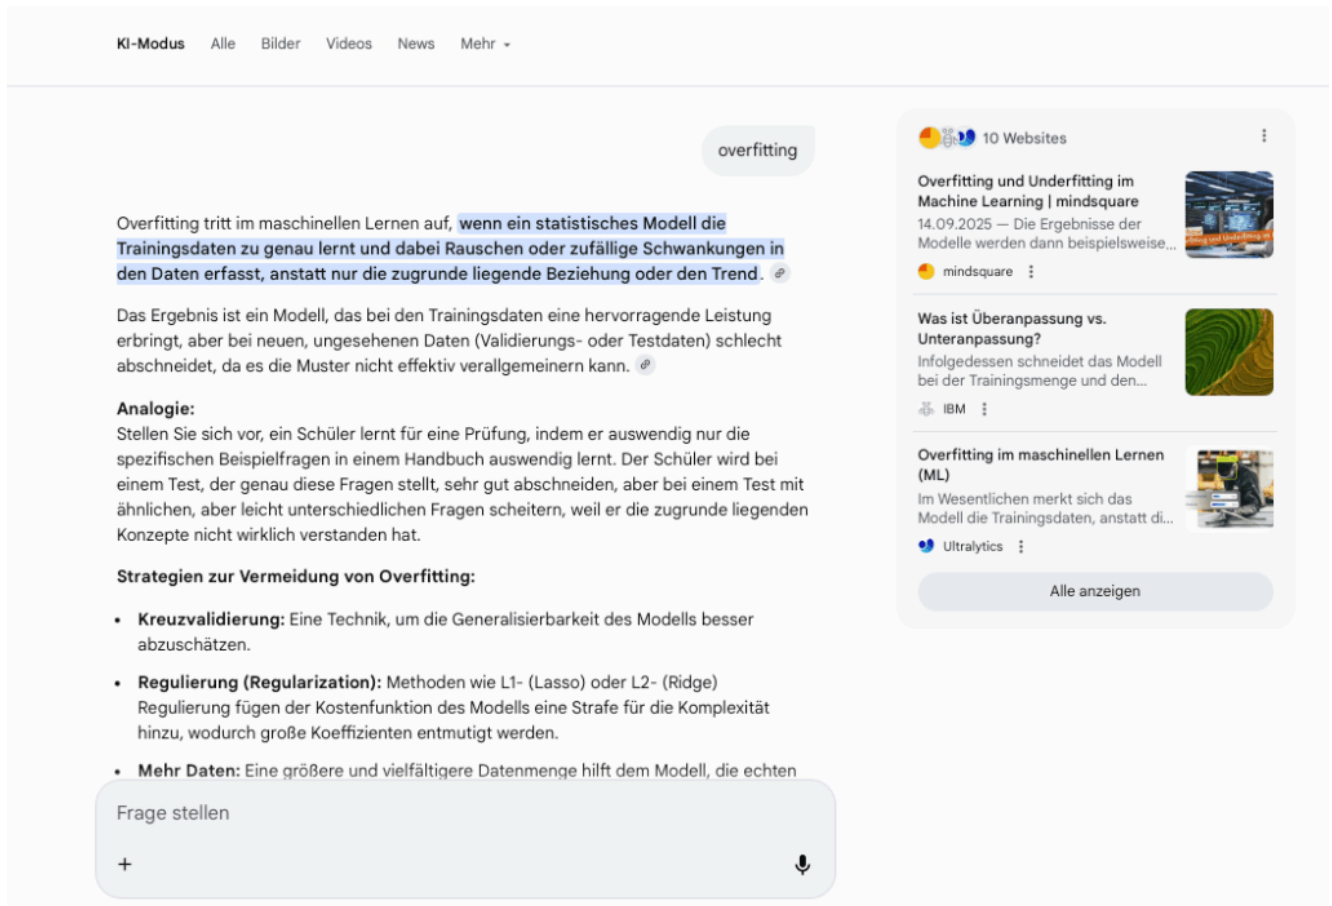 KI-Modus Alle Bilder Videos News Mehr
overfitting
Overfitting tritt im maschinellen Lernen auf, wenn ein statistisches Modell die
Trainingsdaten zu genau lernt und dabei Rauschen oder zufällige Schwankungen in
den Daten erfasst, anstatt nur die zugrunde liegende Beziehung oder den Trend.
Das Ergebnis ist ein Modell, das bei den Trainingsdaten eine hervorragende Leistung
erbringt, aber bei neuen, ungesehenen Daten (Validierungs- oder Testdaten) schlecht
abschneidet, da es die Muster nicht effektiv verallgemeinern kann.
Analogie:
Stellen Sie sich vor, ein Schüler lernt für eine Prüfung, indem er auswendig nur die
spezifischen Beispielfragen in einem Handbuch auswendig lernt. Der Schüler wird bei
einem Test, der genau diese Fragen stellt, sehr gut abschneiden, aber bei einem Test mit
ähnlichen, aber leicht unterschiedlichen Fragen scheitern, weil er die zugrunde liegenden
Konzepte nicht wirklich verstanden hat.
Strategien zur Vermeidung von Overfitting:
• Kreuzvalidierung: Eine Technik, um die Generalisierbarkeit des Modells besser
abzuschätzen.
• Regulierung (Regularization): Methoden wie L1- (Lasso) oder L2- (Ridge)
Regulierung fügen der Kostenfunktion des Modells eine Strafe für die Komplexität
hinzu, wodurch große Koeffizienten entmutigt werden.
• Mehr Daten: Eine größere und vielfältigere Datenmenge hilft dem Modell, die echten
Frage stellen
10 Websites
Overfitting und Underfitting im
Machine Learning | mindsquare
14.09.2025 — Die Ergebnisse der
Modelle werden dann beispielsweise...
mindsquare
Was ist Überanpassung vs.
Unteranpassung?
Infolgedessen schneidet das Modell
bei der Trainingsmenge und den...
IBM
Overfitting im maschinellen Lernen
(ML)
Im Wesentlichen merkt sich das
Modell die Trainingsdaten, anstatt di...
Ultralytics
Alle anzeigen